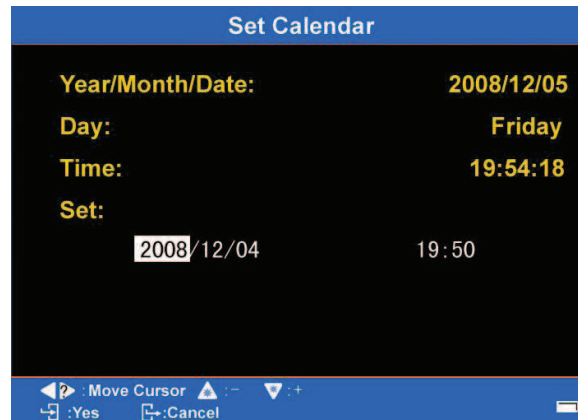 Set Calendar
Year/Month/Date: 2008/12/05
Day: Friday
Time: 19:54:18
Set:
2008/12/04 19:50
? :Move Cursor :- :+
:Yes :Cancel